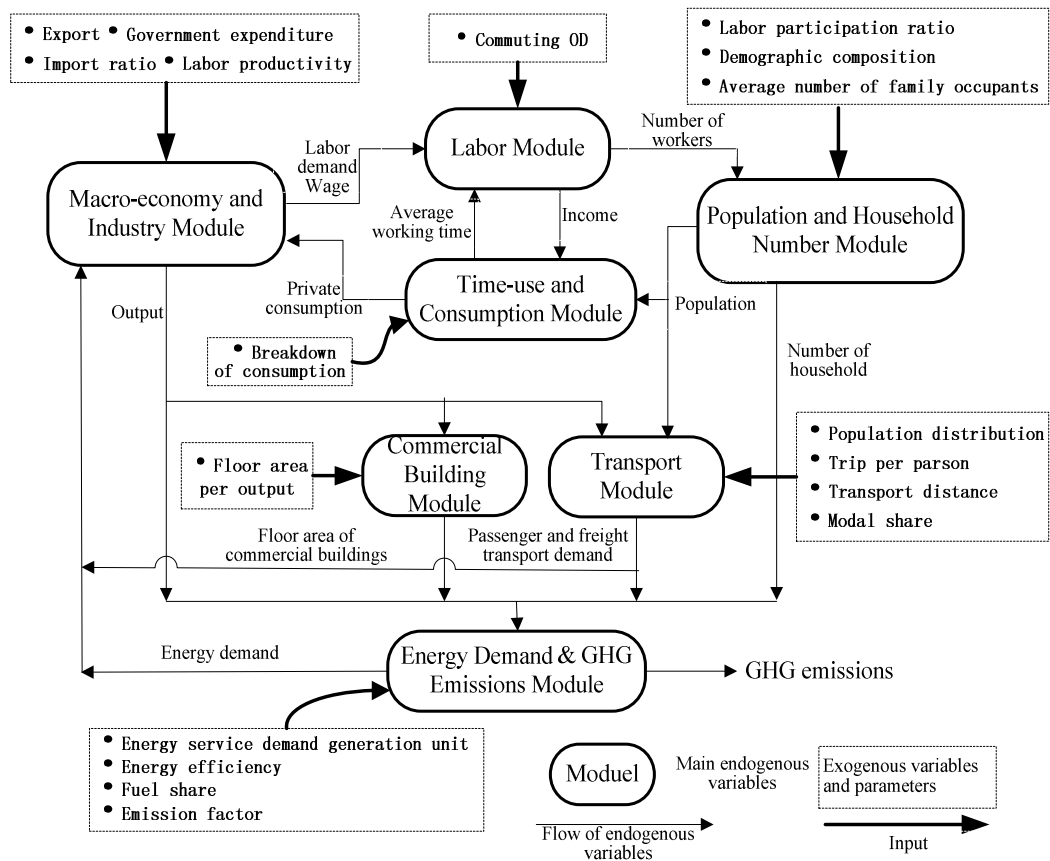 • Export • Government expenditure
• Import ratio • Labor productivity
• Commuting OD
• Labor participation ratio
• Demographic composition
• Average number of family occupants
Labor
demand
Wage
Labor Module
Number of
workers
Macro-economy and
Industry Module
Average
working time
Income
Population and Household
Number Module
Output
Private
consumption
Time-use and
Consumption Module
Population
• Breakdown
of consumption
Number of
household
• Floor area
per output
Commercial
Building
Module
Transport
Module
• Population distribution
• Trip per parson
• Transport distance
• Modal share
Floor area of
commercial buildings
Passenger and freight
transport demand
Energy demand
Energy Demand & GHG
Emissions Module
GHG emissions
• Energy service demand generation unit
• Energy efficiency
• Fuel share
• Emission factor
Moduel
Main endogenous
variables
Exogenous variables
and parameters
Flow of endogenous
variables
Input